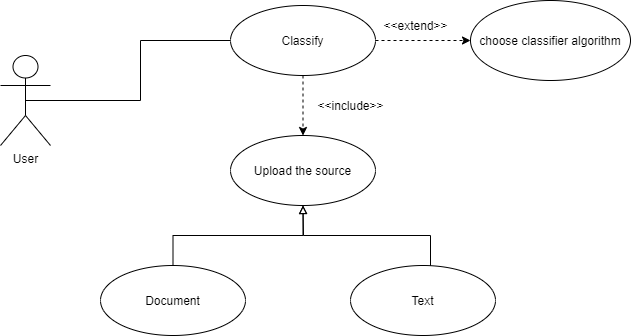 Classify
<<extend>>
choose classifier algorithm
<<include>>
User
Upload the source
Document
Text